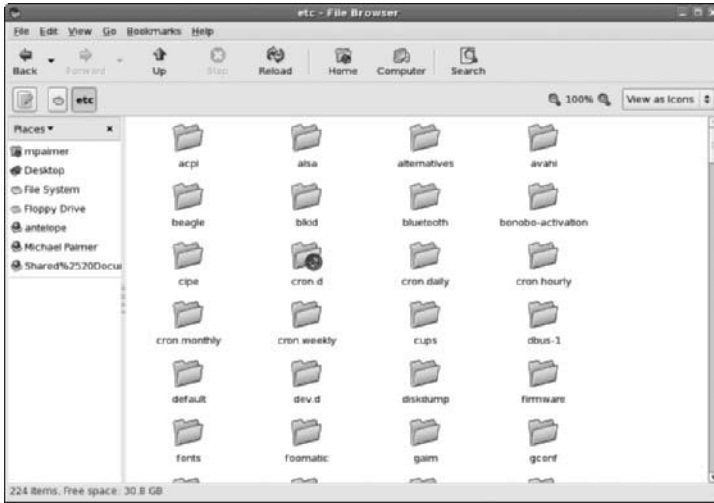 etc - File Browser
File Edit View Go Bookmarks Help
Back Forward Up Stop Reload Home Computer Search
etc 100% View as Icons
Places
mpalmer
Desktop
File System
Floppy Drive
antelope
Michael Palmer
Shared%2520Docu
acpi alsa alternatives avahi
beagle blkid bluetooth bonobo-activation
cipe cron.d cron.daily cron.hourly
cron.monthly cron.weekly cups dbus-1
default dev.d diskdump firmware
fonts foomatic gaim gconf
224 items, Free space: 30.8 GB